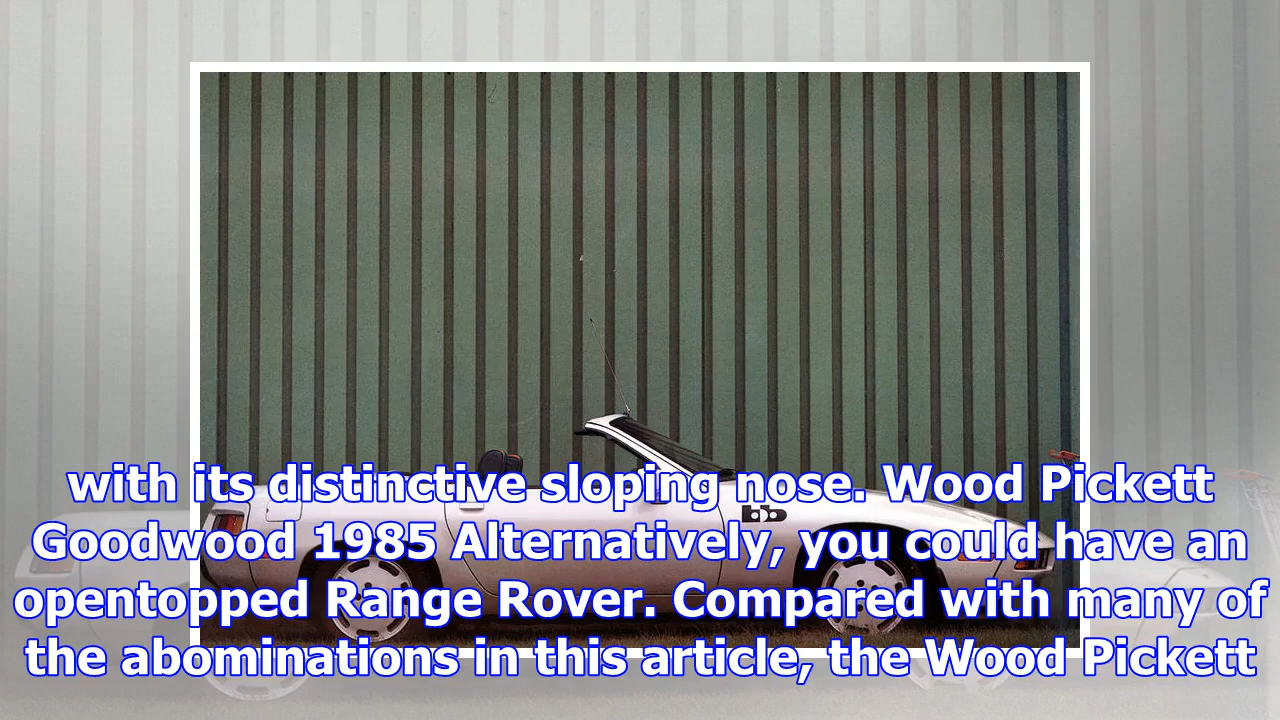 with its distinctive sloping nose. Wood Pickett
Goodwood 1985 Alternatively, you could have an
opentopped Range Rover. Compared with many of
the abominations in this article, the Wood Pickett
bb